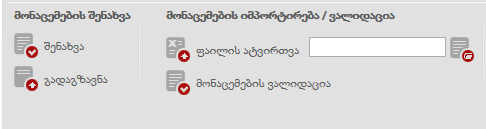 მონაცემების შენახვა
მონაცემების იმპორტირება / ვალიდაცია
შენახვა
ფაილის ატვირთვა
გადაგზავნა
მონაცემების ვალიდაცია